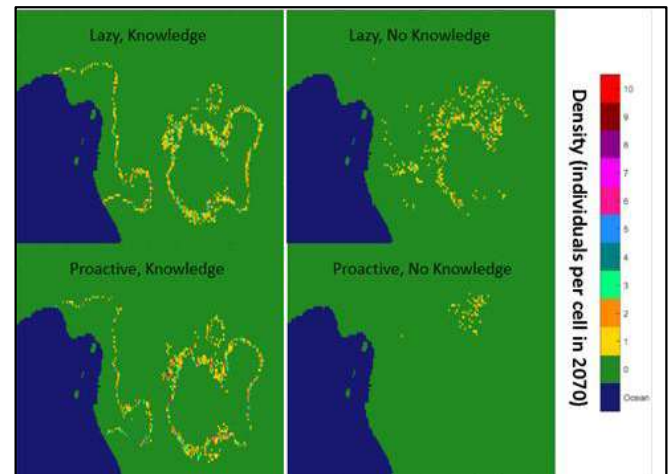 Lazy, Knowledge
Lazy, No Knowledge
Proactive, Knowledge
Proactive, No Knowledge
10
9
8
7
6
5
4
3
2
1
0
Ocean
Density (individuals per cell in 2070)